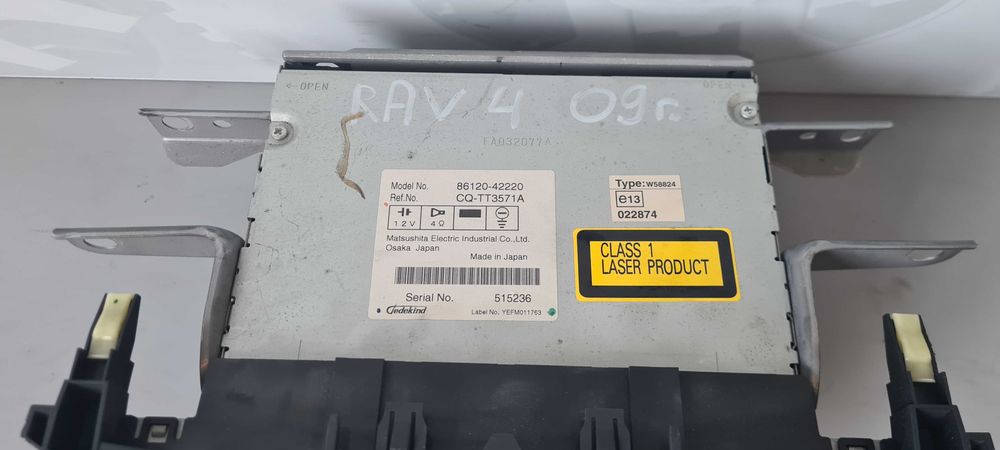 ←OPEN
OPEN→
RAV 4 09г.
FA032077A
Model No. 86120-42220
Ref.No. CQ-TT3571A
12V 4Ω
Matsushita Electric Industrial Co.,Ltd.
Osaka Japan
Made in Japan
Serial No. 515236
Gedekind Label No. YEFM011763
Type:W58824
e13
022874
CLASS 1
LASER PRODUCT